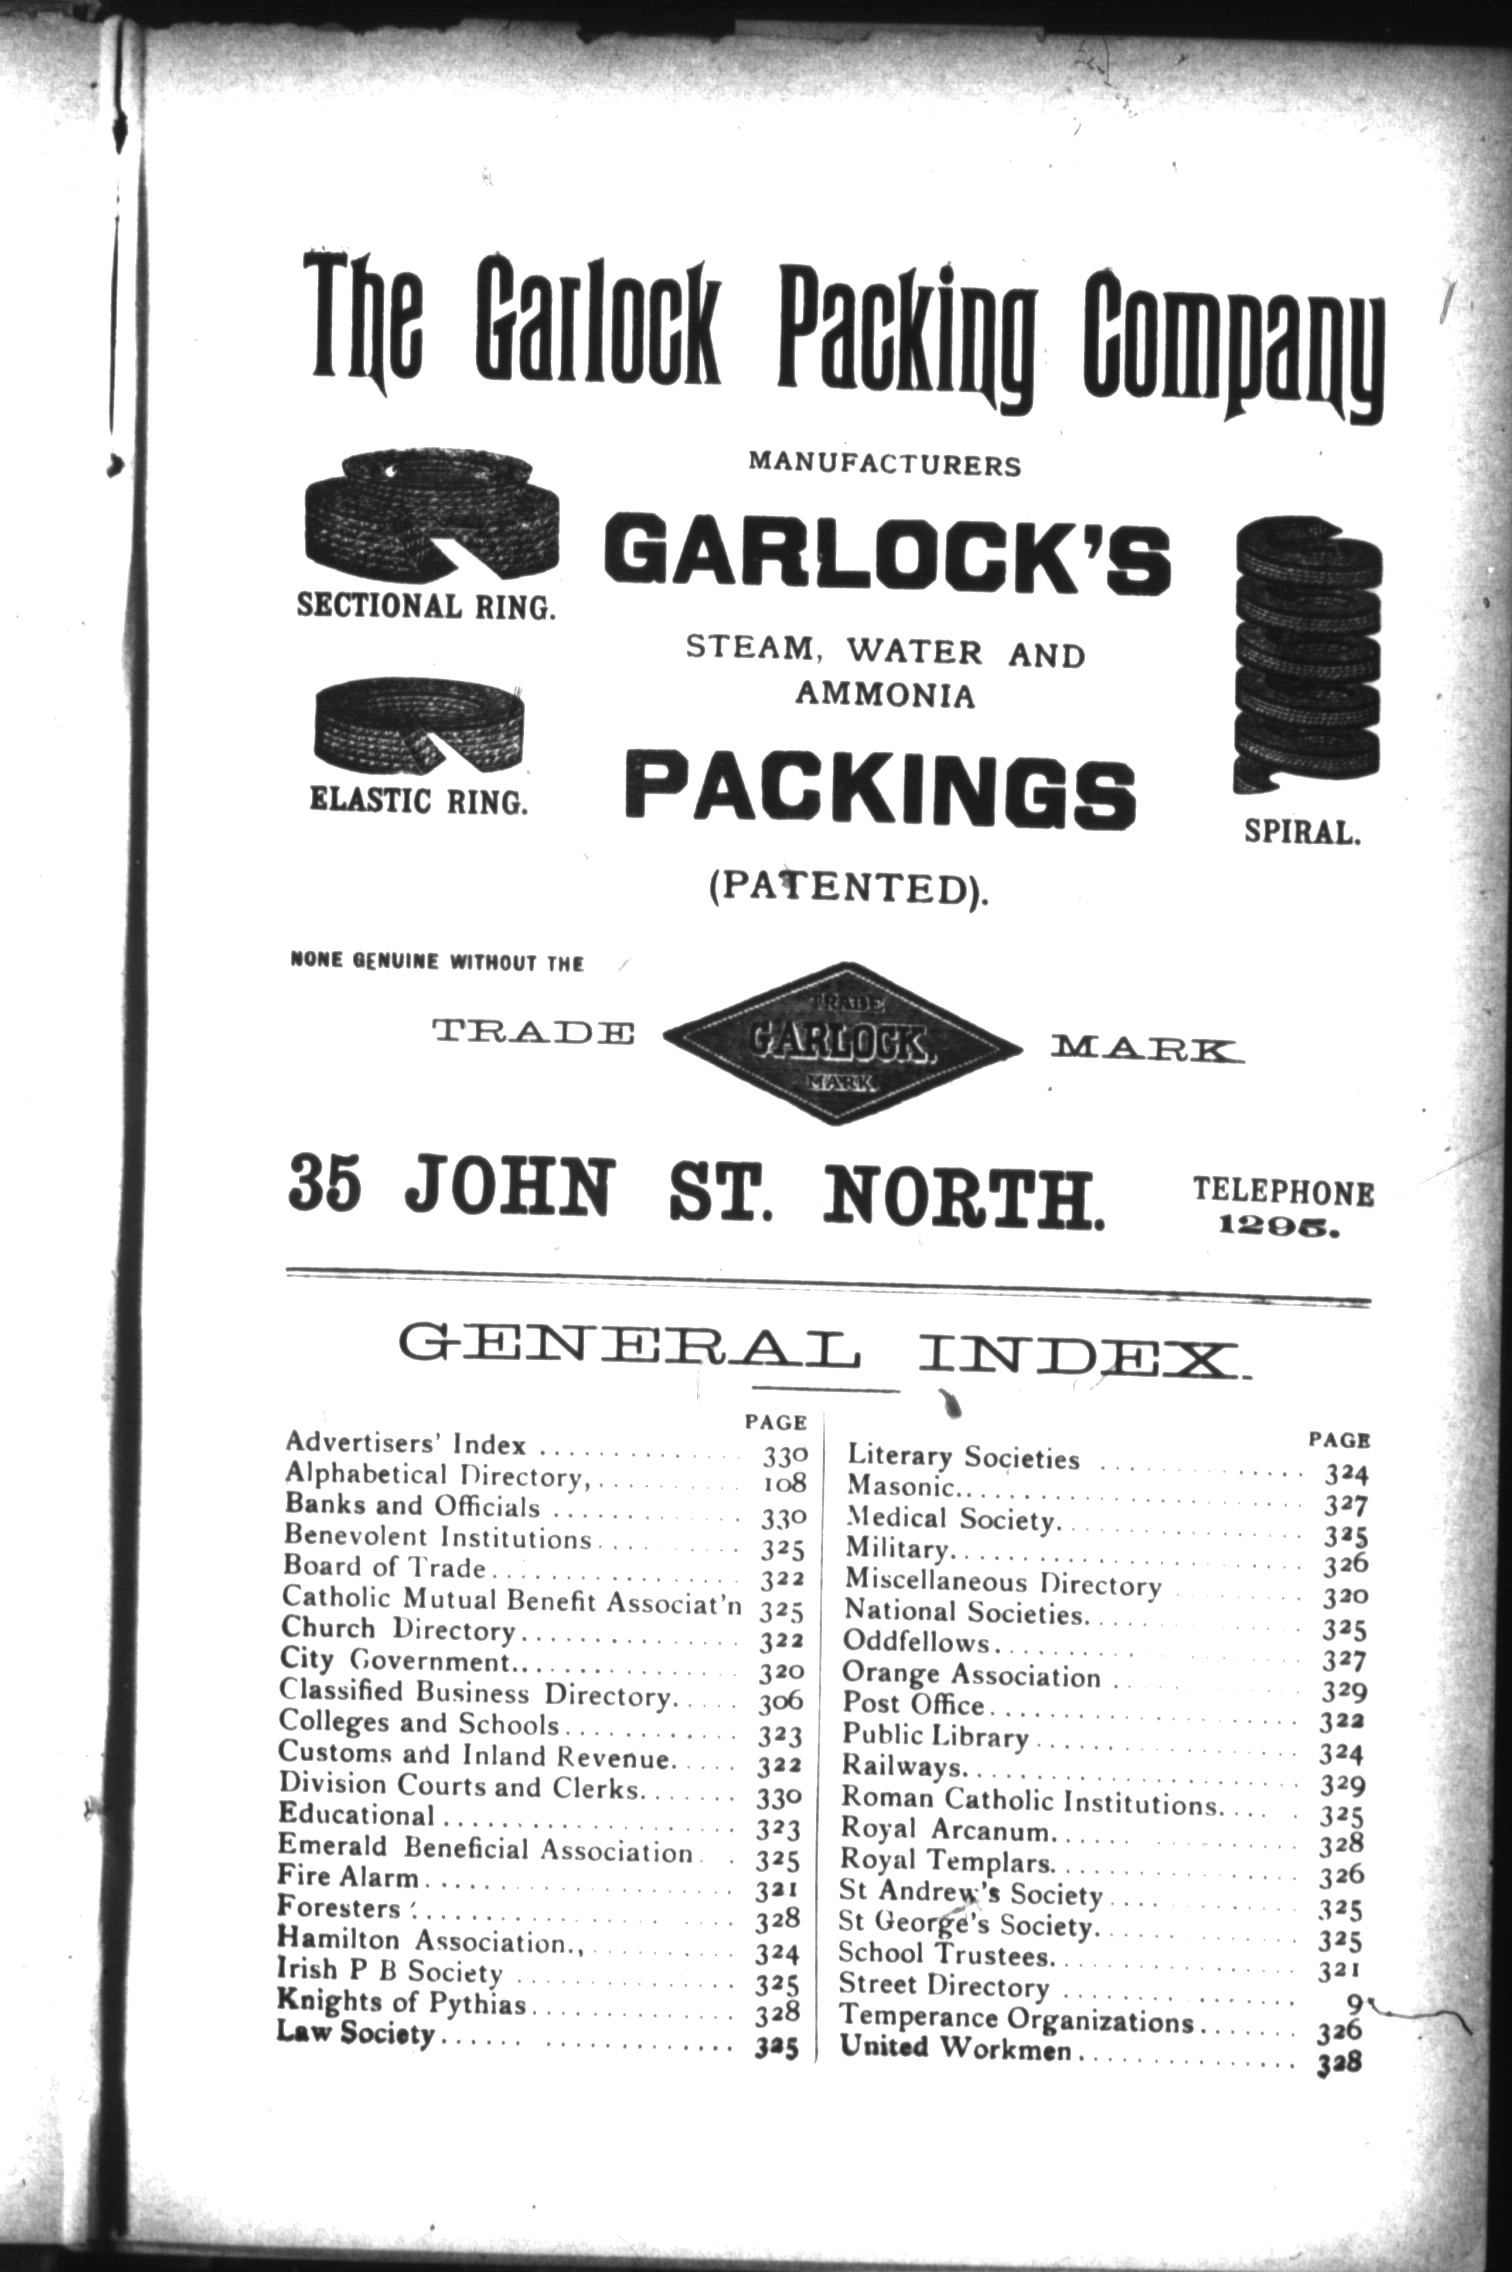 The Garlock Packing Company
MANUFACTURERS
GARLOCK'S
STEAM, WATER AND
AMMONIA
PACKINGS
(PATENTED).
SECTIONAL RING.
ELASTIC RING.
SPIRAL.
NONE GENUINE WITHOUT THE
TRADE
TRADE
GARLOCK.
MARK
MARK
35 JOHN ST. NORTH.
TELEPHONE
1295.
GENERAL INDEX.
PAGE
Advertisers' Index .......... 330
Alphabetical Directory, .......... 108
Banks and Officials .......... 330
Benevolent Institutions .......... 325
Board of Trade .......... 322
Catholic Mutual Benefit Associat'n 325
Church Directory .......... 322
City Government .......... 320
Classified Business Directory ..... 306
Colleges and Schools .......... 323
Customs and Inland Revenue ..... 322
Division Courts and Clerks ....... 330
Educational .......... 323
Emerald Beneficial Association . . 325
Fire Alarm .......... 321
Foresters .......... 328
Hamilton Association., .......... 324
Irish P B Society .......... 325
Knights of Pythias .......... 328
Law Society .......... 325
PAGE
Literary Societies .......... 324
Masonic .......... 327
Medical Society .......... 325
Military .......... 326
Miscellaneous Directory .......... 320
National Societies .......... 325
Oddfellows .......... 327
Orange Association .......... 329
Post Office .......... 322
Public Library .......... 324
Railways .......... 329
Roman Catholic Institutions ..... 325
Royal Arcanum .......... 328
Royal Templars .......... 326
St Andrew's Society .......... 325
St George's Society .......... 325
School Trustees .......... 321
Street Directory .......... 9
Temperance Organizations ....... 326
United Workmen .......... 328